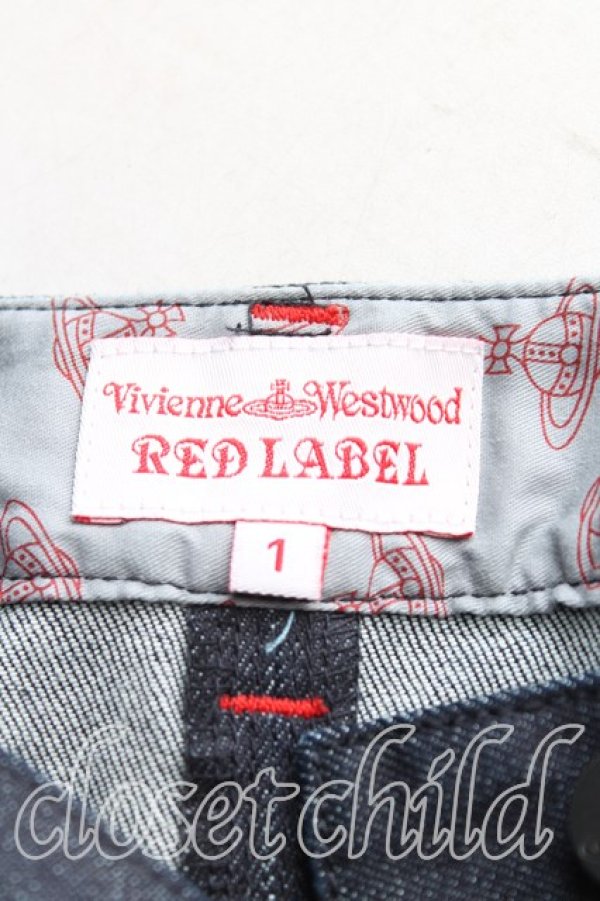 Vivienne Westwood
RED LABEL
1
closet child